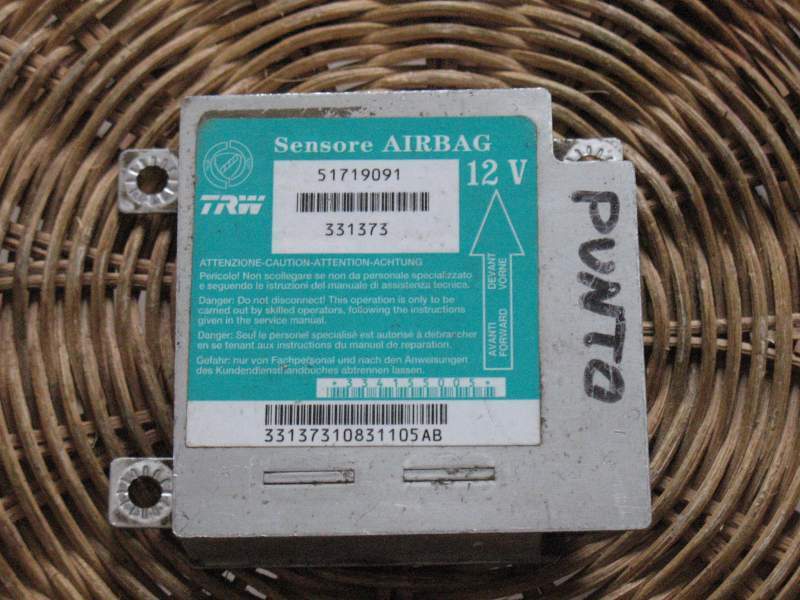 Sensore AIRBAG
51719091
12 V
TRW
331373
ATTENZIONE-CAUTION-ATTENTION-ACHTUNG
Pericolo! Non scollegare se non da personale specializzato
e seguendo le istruzioni del manuale di assistenza tecnica.
Danger: Do not disconnect! This operation is only to be
carried out by skilled operators, following the instructions
given in the service manual.
Danger: Seul le personel specialisé est autorisé à debrancher
en se tenant aux instructions du manuel de reparation.
Gefahr: nur von Fachpersonal und nach den Anweisungen
des Kundendiensthandbuches abtrennen lassen.
AVANTI DEVANT
FORWARD VORNE
33137310831105AB
PUNTO